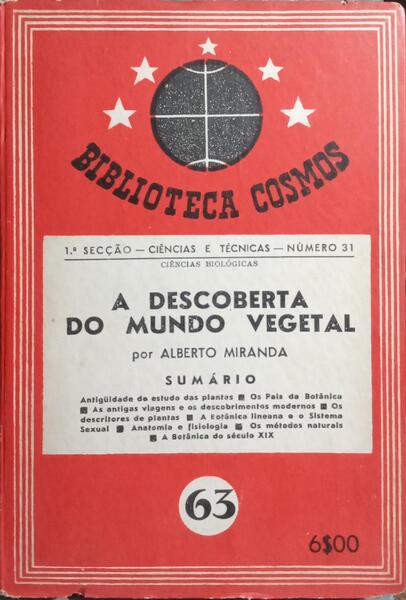 BIBLIOTECA COSMOS
1.ª SECÇÃO — CIÊNCIAS E TÉCNICAS — NÚMERO 31
CIÊNCIAS BIOLÓGICAS
A DESCOBERTA
DO MUNDO VEGETAL
por ALBERTO MIRANDA
SUMÁRIO
Antigüidade do estudo das plantas ■ Os Pais da Botânica
■ As antigas viagens e os descobrimentos modernos ■ Os
descritores de plantas ■ A Botânica lineana e o Sistema
Sexual ■ Anatomia e fisiologia ■ Os métodos naturais
■ A Botânica do século XIX
63
6$00